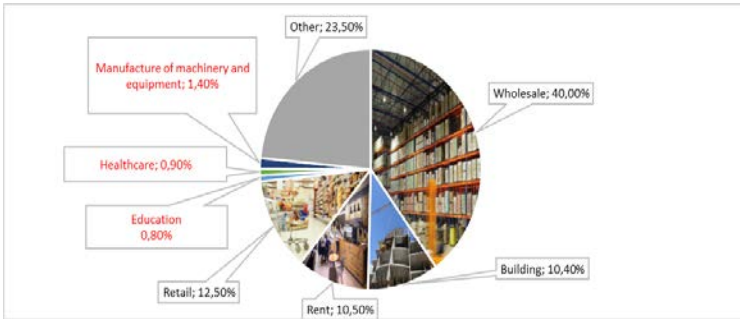 Other; 23,50%
Manufacture of machinery and
equipment; 1,40%
Wholesale; 40,00%
Healthcare; 0,90%
Education
0,80%
Building; 10,40%
Retail; 12,50%
Rent; 10,50%